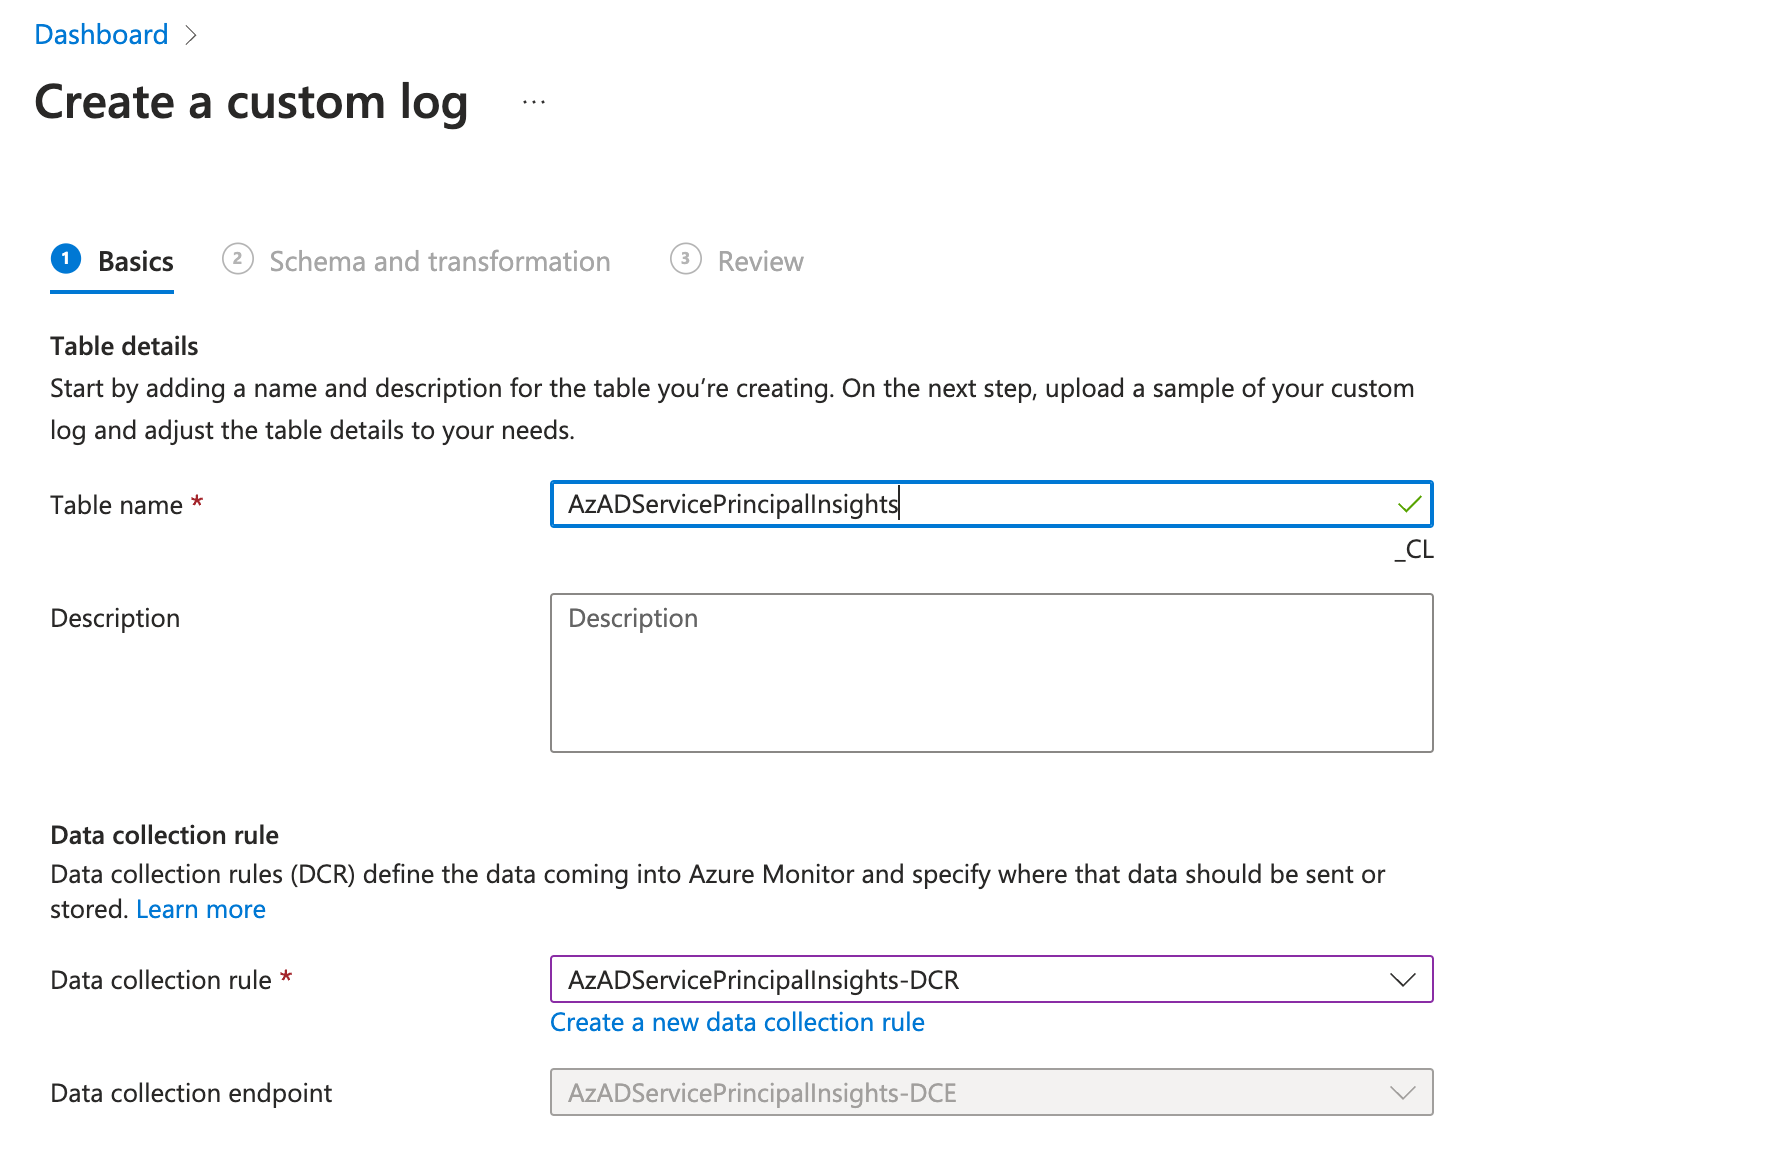 Dashboard
Create a custom log
...
1 Basics 2 Schema and transformation 3 Review
Table details
Start by adding a name and description for the table you’re creating. On the next step, upload a sample of your custom
log and adjust the table details to your needs.
Table name *
AzADServicePrincipalInsights
_CL
Description
Description
Data collection rule
Data collection rules (DCR) define the data coming into Azure Monitor and specify where that data should be sent or
stored. Learn more
Data collection rule *
AzADServicePrincipalInsights-DCR
Create a new data collection rule
Data collection endpoint
AzADServicePrincipalInsights-DCE